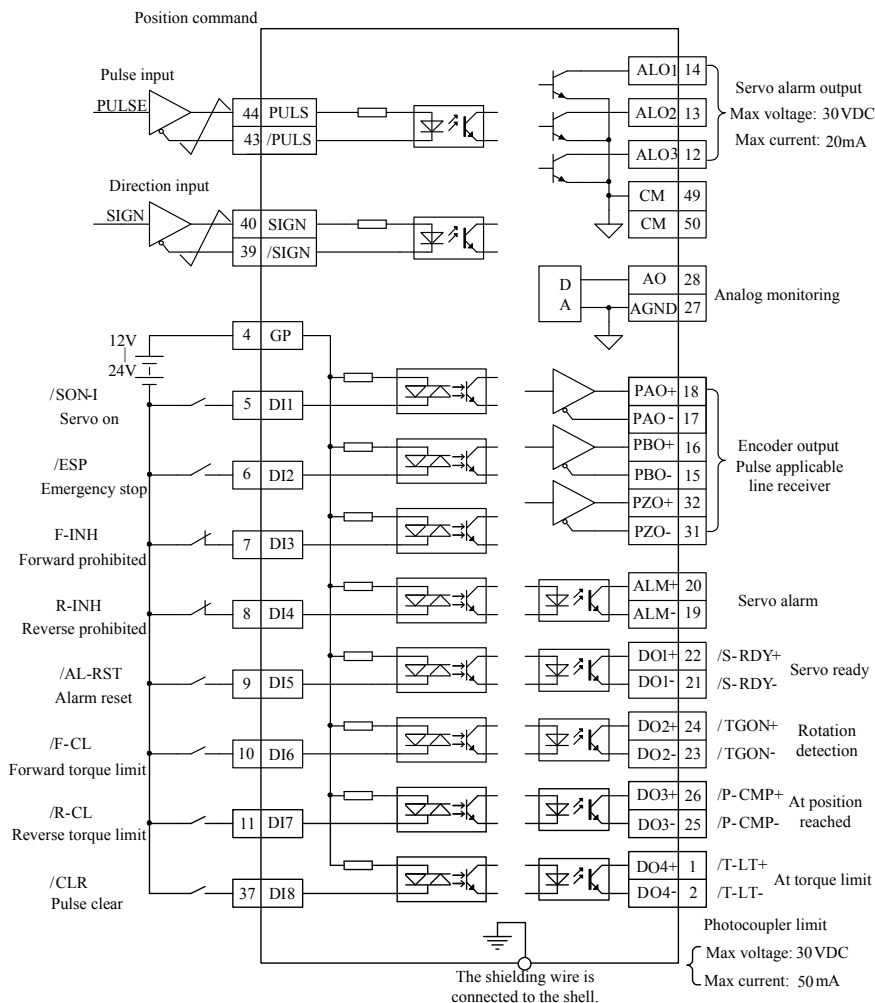 Position command
Pulse input
PULSE
44 PULS
43 /PULS
Direction input
SIGN
40 SIGN
39 /SIGN
4 GP
12V
24V
/SON-I
Servo on
5 DI1
/ESP
Emergency stop
6 DI2
F-INH
Forward prohibited
7 DI3
R-INH
Reverse prohibited
8 DI4
/AL-RST
Alarm reset
9 DI5
/F-CL
Forward torque limit
10 DI6
/R-CL
Reverse torque limit
11 DI7
/CLR
Pulse clear
37 DI8
ALO1 14
ALO2 13
ALO3 12
Servo alarm output
Max voltage: 30VDC
Max current: 20mA
CM 49
CM 50
D
A
AO 28
AGND 27
Analog monitoring
PAO+ 18
PAO- 17
PBO+ 16
PBO- 15
PZO+ 32
PZO- 31
Encoder output
Pulse applicable
line receiver
ALM+ 20
ALM- 19
Servo alarm
DO1+ 22 /S-RDY+
DO1- 21 /S-RDY-
Servo ready
DO2+ 24 /TGON+
DO2- 23 /TGON-
Rotation
detection
DO3+ 26 /P-CMP+
DO3- 25 /P-CMP-
At position
reached
DO4+ 1 /T-LT+
DO4- 2 /T-LT-
At torque limit
Photocoupler limit
Max voltage: 30VDC
Max current: 50mA
The shielding wire is
connected to the shell.